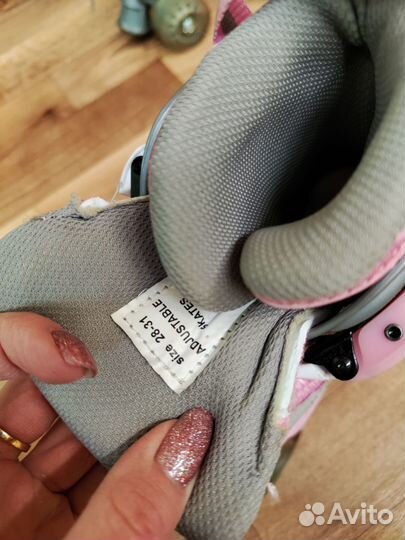 ADJUSTABLE
SKATES
size 28-31
Avito